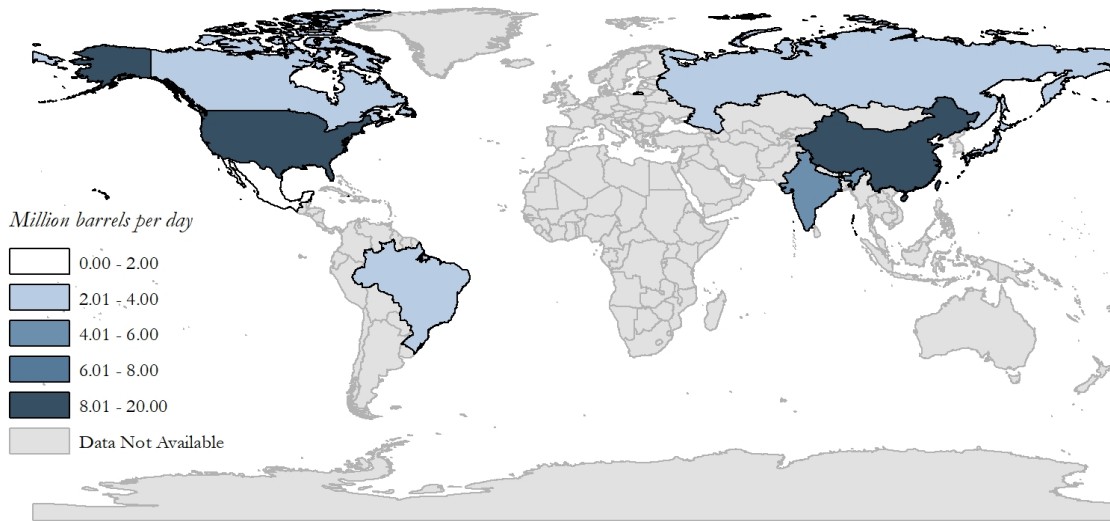 Million barrels per day
0.00 - 2.00
2.01 - 4.00
4.01 - 6.00
6.01 - 8.00
8.01 - 20.00
Data Not Available